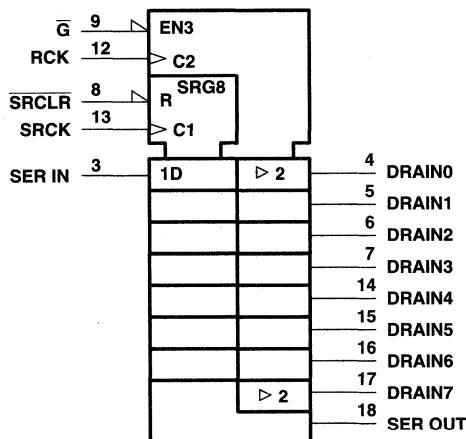 G 9 EN3
RCK 12 C2
SRG8
SRCLR 8 R
SRCK 13 C1
SER IN 3 1D 2 4 DRAIN0
5 DRAIN1
6 DRAIN2
7 DRAIN3
14 DRAIN4
15 DRAIN5
16 DRAIN6
2 17 DRAIN7
18 SER OUT